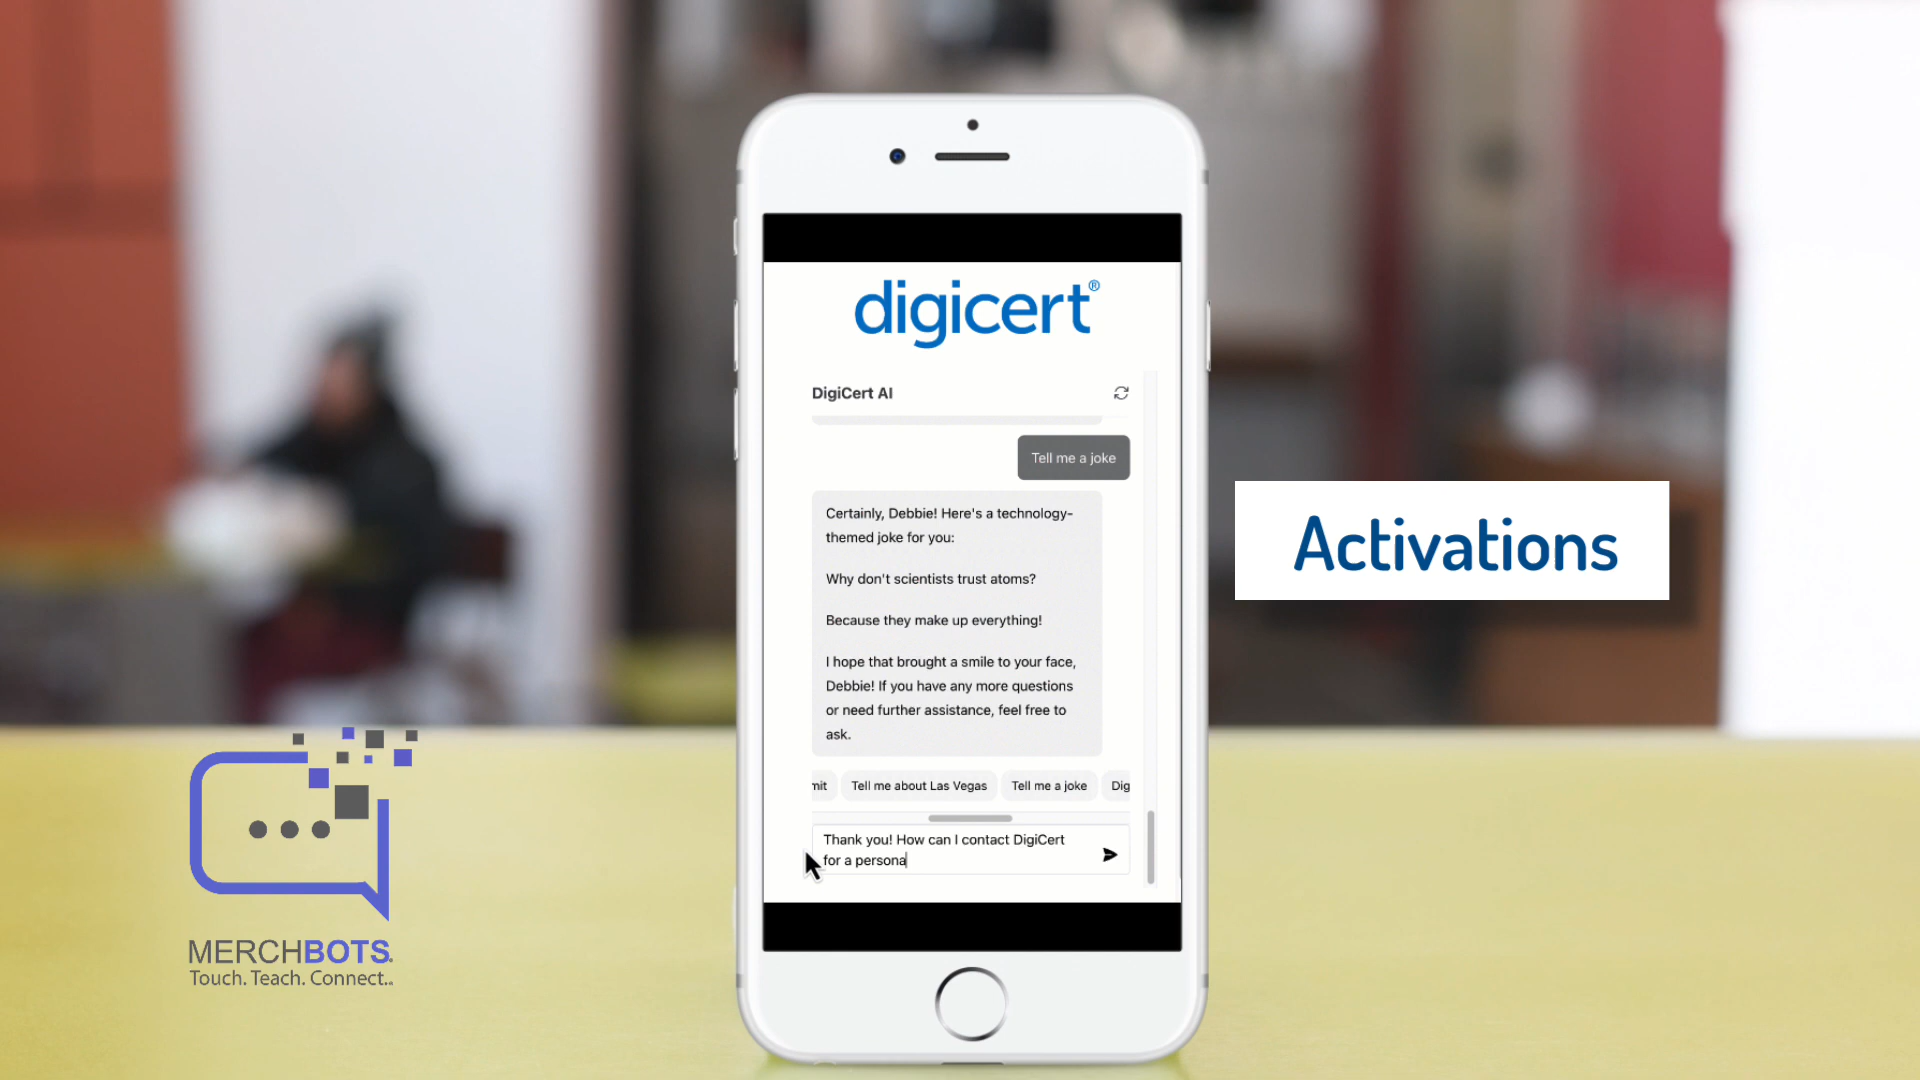 digicert®
DigiCert AI
Tell me a joke
Certainly, Debbie! Here's a technology-
themed joke for you:
Why don't scientists trust atoms?
Because they make up everything!
I hope that brought a smile to your face,
Debbie! If you have any more questions
or need further assistance, feel free to
ask.
mit
Tell me about Las Vegas
Tell me a joke
Dig
Thank you! How can I contact DigiCert
for a persona
Activations
MERCHBOTS
Touch. Teach. Connect..